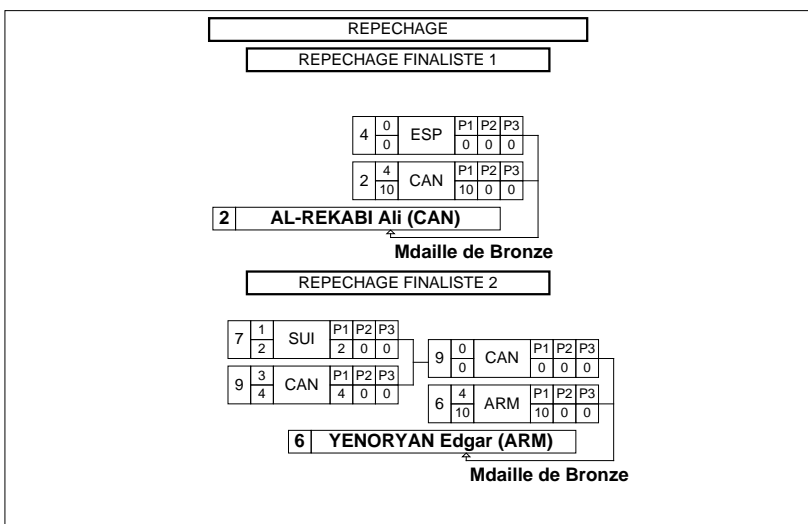 REPECHAGE
REPECHAGE FINALISTE 1
4 0 ESP P1 P2 P3
0 0 0 0
2 4 CAN P1 P2 P3
10 10 0 0
2 AL-REKABI Ali (CAN)
Mdaille de Bronze
REPECHAGE FINALISTE 2
7 1 SUI P1 P2 P3
2 2 0 0
9 0 CAN P1 P2 P3
0 0 0 0
9 3 CAN P1 P2 P3
4 4 0 0
6 4 ARM P1 P2 P3
10 10 0 0
6 YENORYAN Edgar (ARM)
Mdaille de Bronze